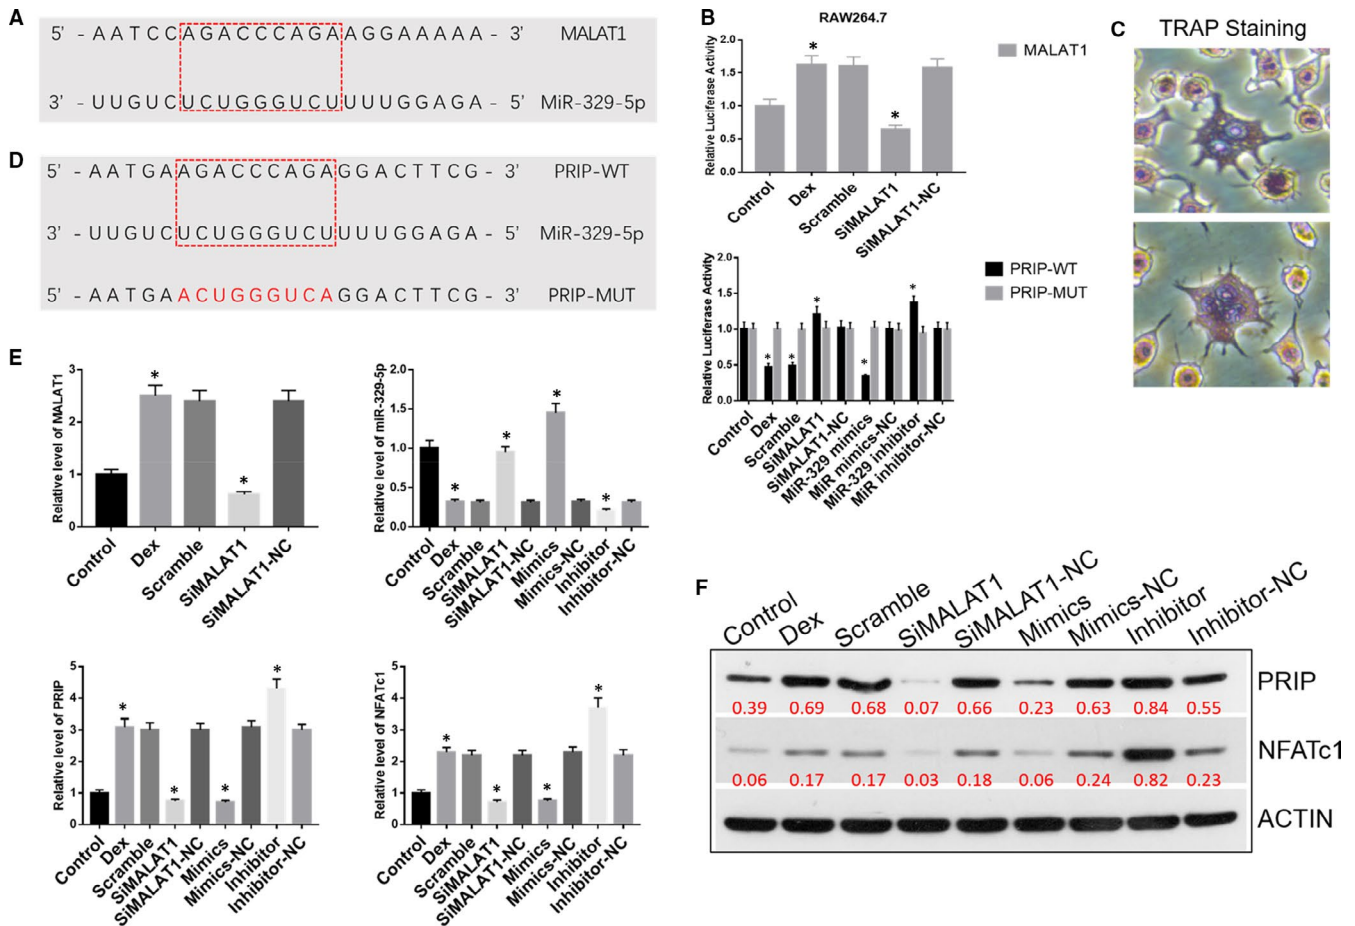 A
5' - AATCCAGACCCAGAAGGAAAAA - 3' MALAT1
3' - UUGUCUCUGGGUCUUUUGGAGA - 5' MiR-329-5p
D
5' - AATGAAGACCCAGAGGACTTCG - 3' PRIP-WT
3' - UUGUCUCUGGGUCUUUUGGAGA - 5' MiR-329-5p
5' - AATGAACUGGGUCAGGACTTCG - 3' PRIP-MUT
B
RAW264.7
Relative Luciferase Activity
2.0
1.5
1.0
0.5
0.0
*
*
MALAT1
Control
Dex
Scramble
SiMALAT1
SiMALAT1-NC
Relative Luciferase Activity
2.0
1.5
1.0
0.5
0.0
* * * * *
PRIP-WT
PRIP-MUT
Control
Dex
Scramble
SiMALAT1
SiMALAT1-NC
MiR-329 mimics
MiR mimics-NC
MiR-329 inhibitor
MiR inhibitor-NC
C
TRAP Staining
E
Relative level of MALAT1
3
2
1
0
* *
Control
Dex
Scramble
SiMALAT1
SiMALAT1-NC
Relative level of miR-329-5p
2.0
1.5
1.0
0.5
0.0
* * * *
Control
Dex
Scramble
SiMALAT1
SiMALAT1-NC
Mimics
Mimics-NC
Inhibitor
Inhibitor-NC
Relative level of PRIP
5
4
3
2
1
0
* * * *
Control
Dex
Scramble
SiMALAT1
SiMALAT1-NC
Mimics
Mimics-NC
Inhibitor
Inhibitor-NC
Relative level of NFATc1
5
4
3
2
1
0
* * * *
Control
Dex
Scramble
SiMALAT1
SiMALAT1-NC
Mimics
Mimics-NC
Inhibitor
Inhibitor-NC
F
Control
Dex
Scramble
SiMALAT1
SiMALAT1-NC
Mimics
Mimics-NC
Inhibitor
Inhibitor-NC
PRIP
0.39 0.69 0.68 0.07 0.66 0.23 0.63 0.84 0.55
NFATc1
0.06 0.17 0.17 0.03 0.18 0.06 0.24 0.82 0.23
ACTIN